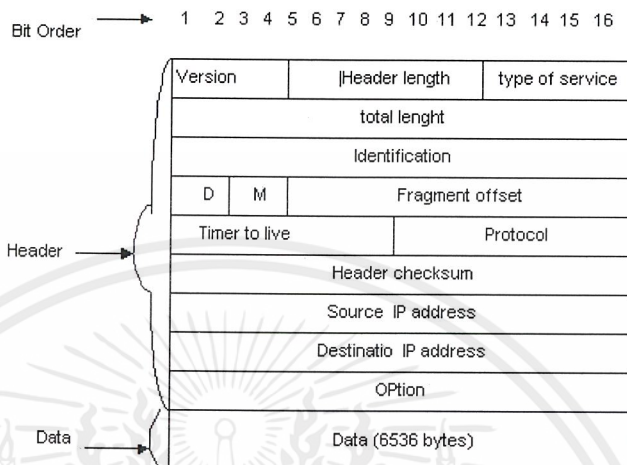 Bit Order 1 2 3 4 5 6 7 8 9 10 11 12 13 14 15 16
Version |Header length type of service
total lenght
Identification
D M Fragment offset
Timer to live Protocol
Header
Header checksum
Source IP address
Destinatio IP address
OPtion
Data Data (6536 bytes)